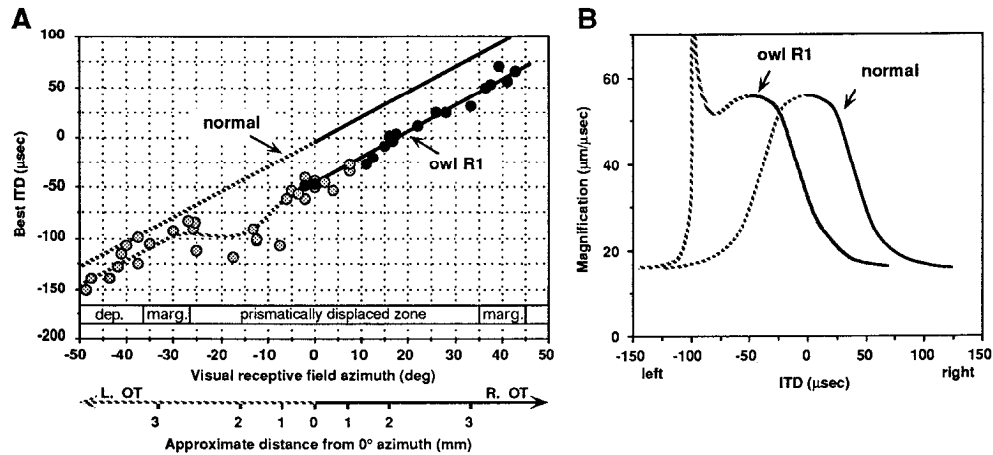 A
100
50
0
-50
-100
-150
-200
Best ITD (µsec)
normal
owl R1
dep. marg. prismatically displaced zone marg.
-50 -40 -30 -20 -10 0 10 20 30 40 50
Visual receptive field azimuth (deg)
L. OT R. OT
3 2 1 0 1 2 3
Approximate distance from 0° azimuth (mm)
B
60
40
20
0
Magnification (µm/µsec)
owl R1
normal
-150 -100 -50 0 50 100 150
left right
ITD (µsec)